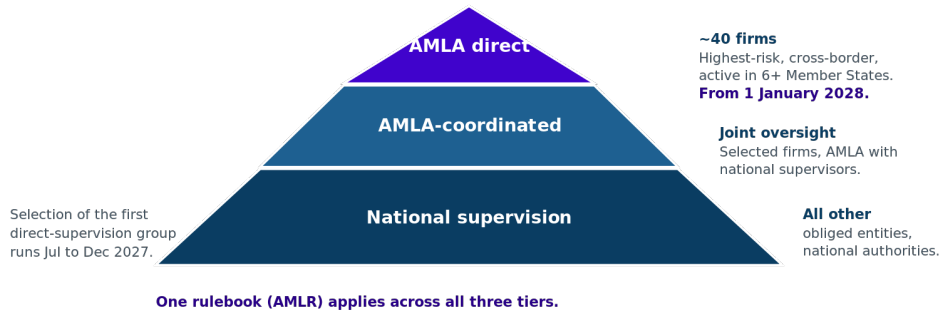 AMLA direct
~40 firms
Highest-risk, cross-border,
active in 6+ Member States.
From 1 January 2028.
AMLA-coordinated
Joint oversight
Selected firms, AMLA with
national supervisors.
National supervision
All other
obliged entities,
national authorities.
Selection of the first
direct-supervision group
runs Jul to Dec 2027.
One rulebook (AMLR) applies across all three tiers.